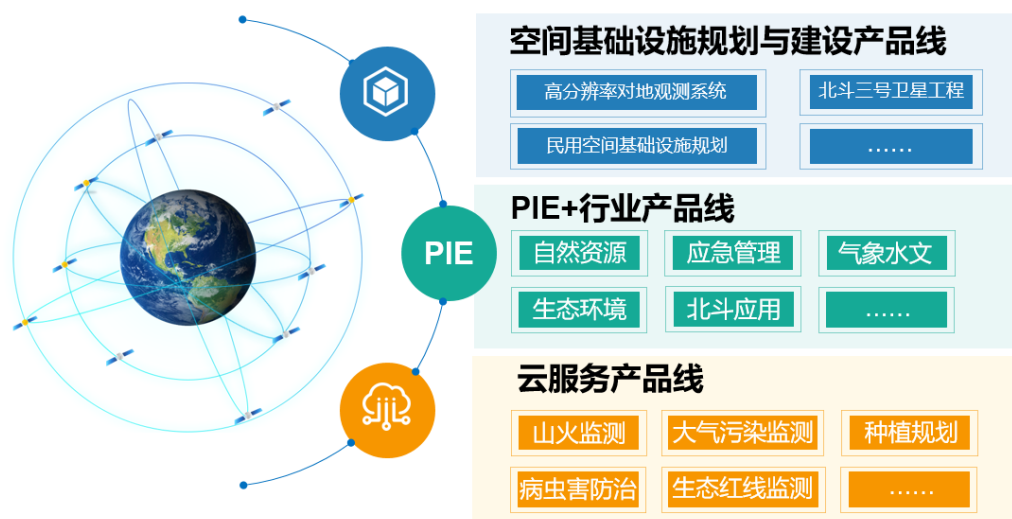 空间基础设施规划与建设产品线
高分辨率对地观测系统
北斗三号卫星工程
民用空间基础设施规划
……
PIE
PIE+行业产品线
自然资源
应急管理
气象水文
生态环境
北斗应用
……
云服务产品线
山火监测
大气污染监测
种植规划
病虫害防治
生态红线监测
……